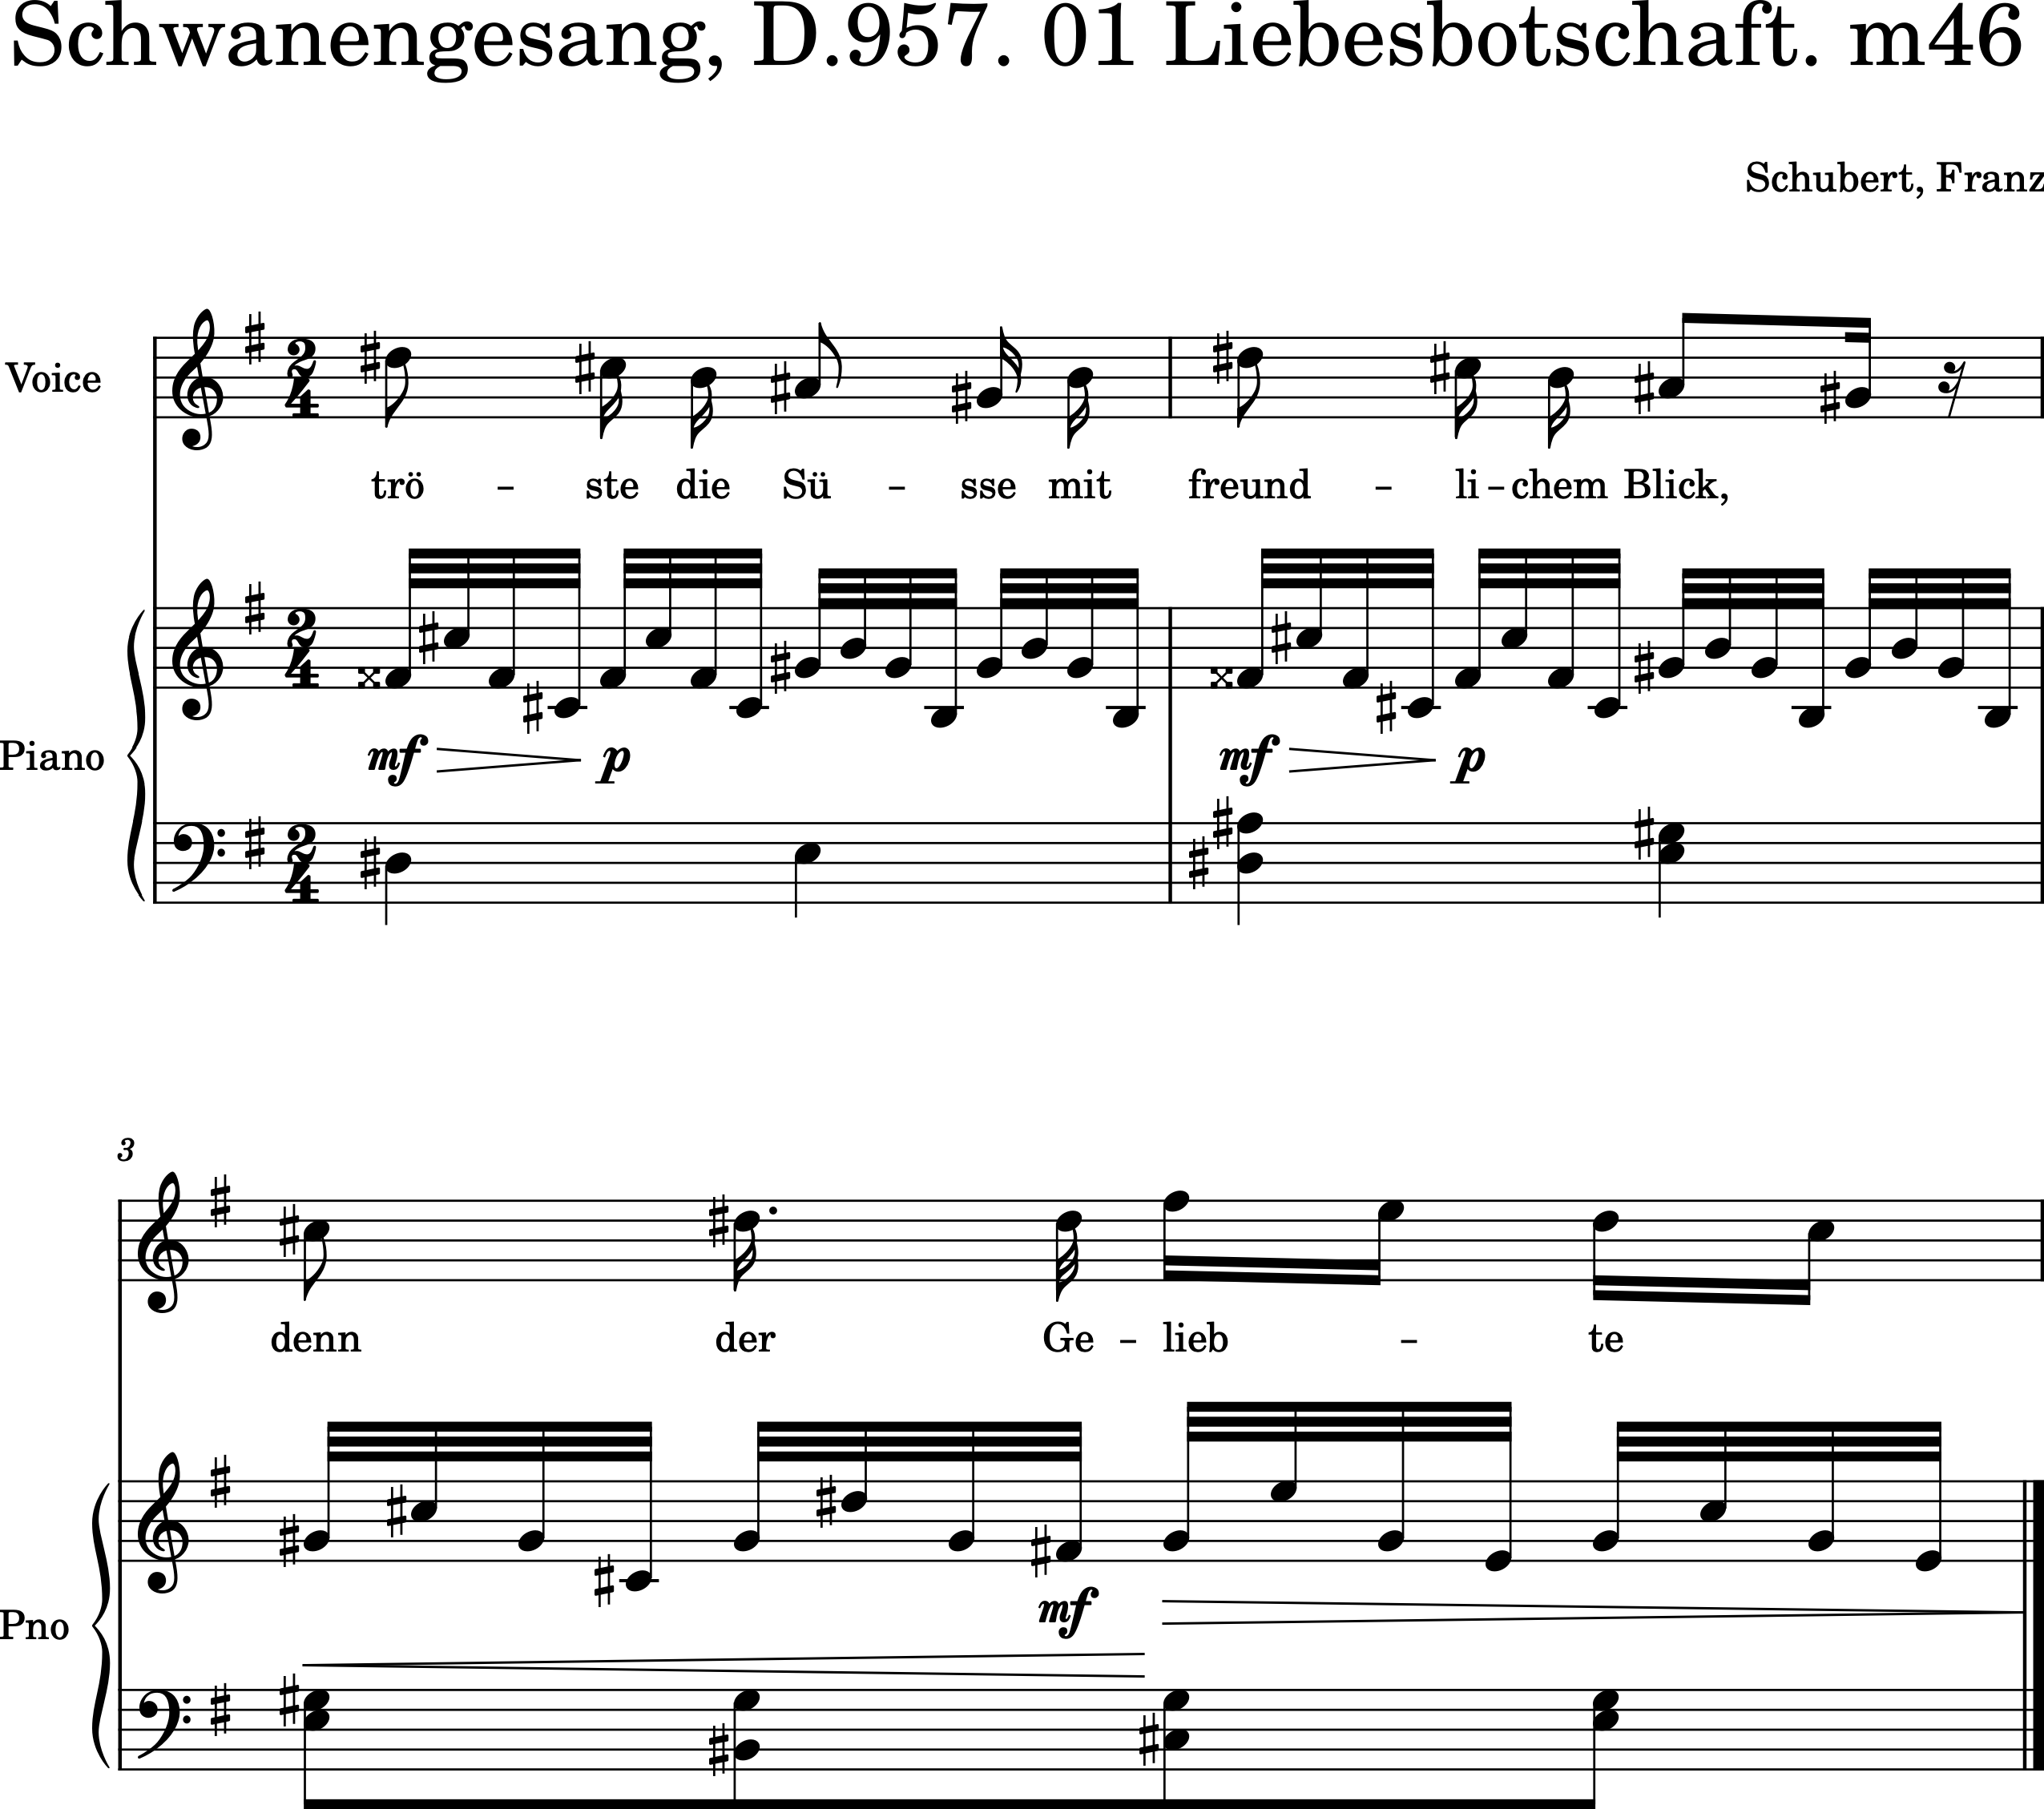 Schwanengesang, D.957. 01 Liebesbotschaft. m46
Schubert, Franz
Voice
trö – ste die Sü – sse mit freund – li – chem Blick,
Piano
mf p mf p
3
denn der Ge – lieb – te
Pno
mf